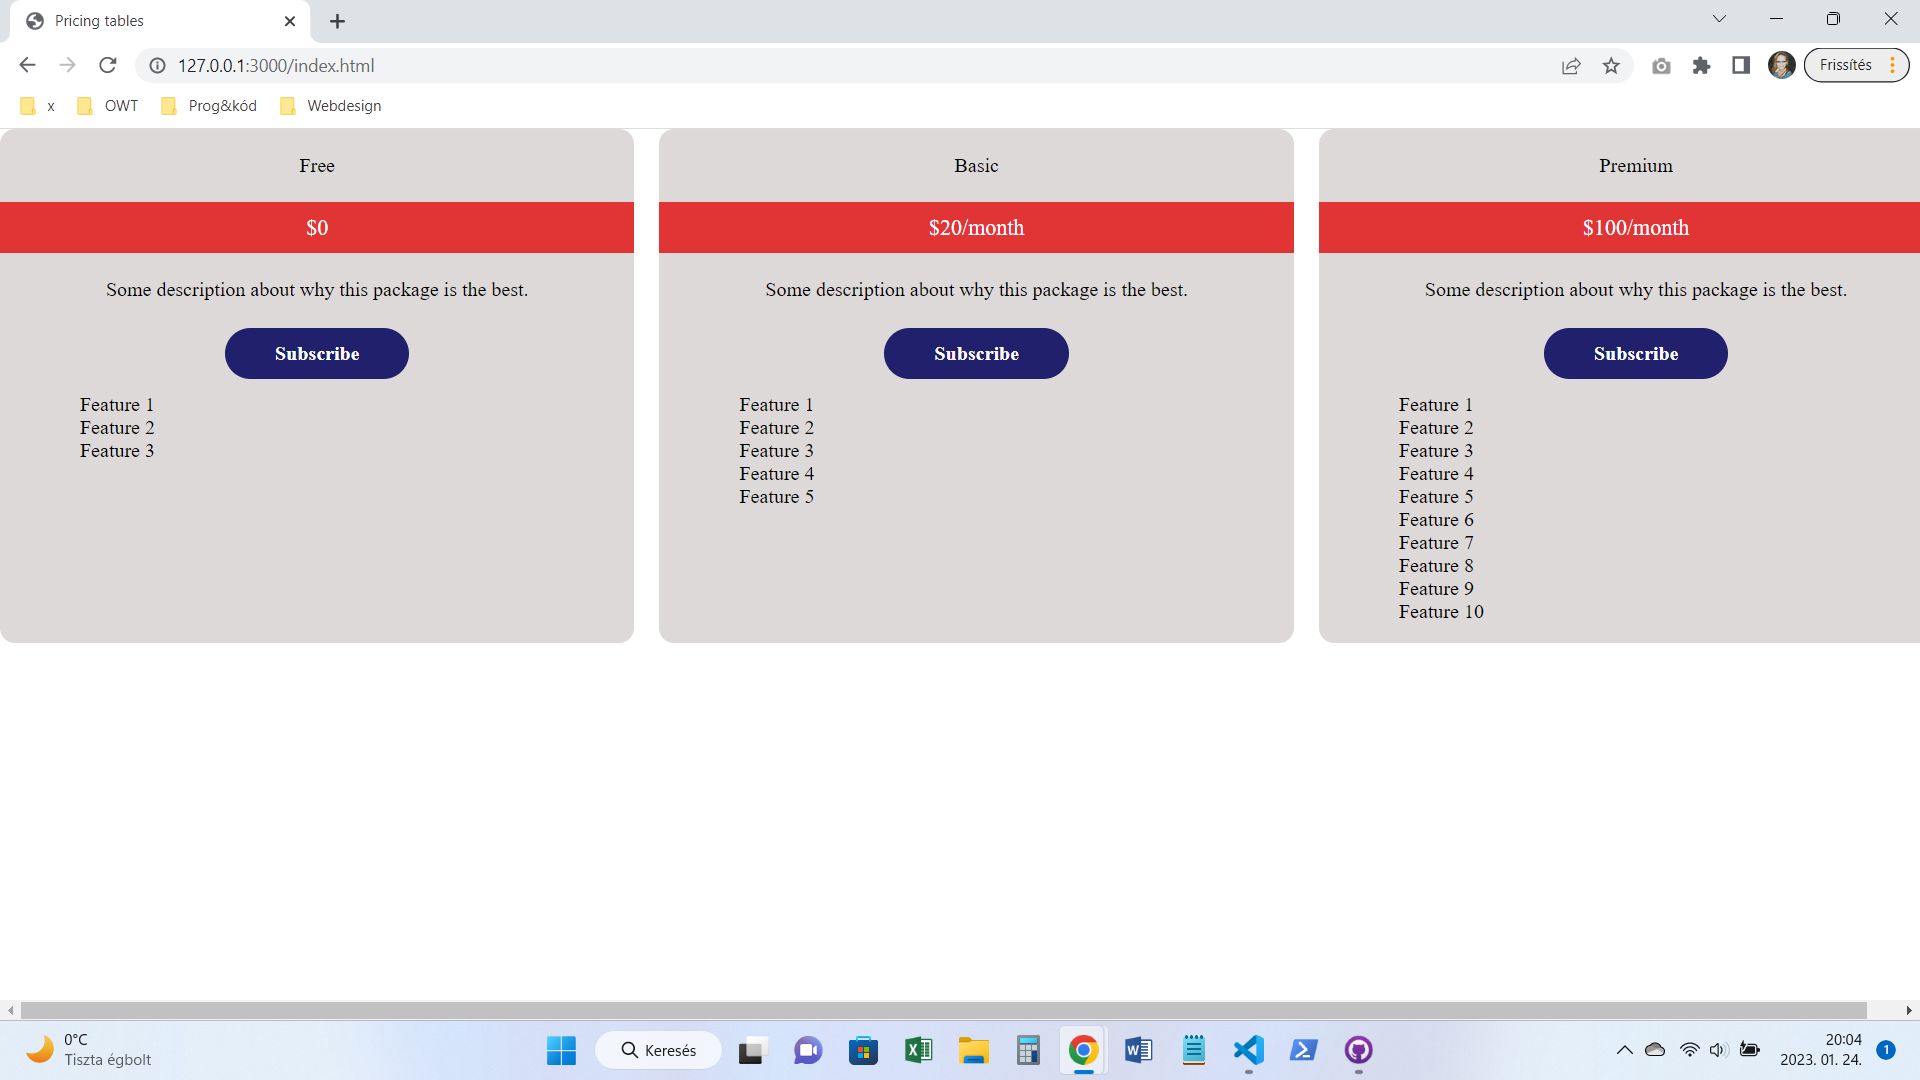 Pricing tables
127.0.0.1:3000/index.html
Frissítés
x OWT Prog&kód Webdesign
Free
$0
Some description about why this package is the best.
Subscribe
Feature 1
Feature 2
Feature 3
Basic
$20/month
Some description about why this package is the best.
Subscribe
Feature 1
Feature 2
Feature 3
Feature 4
Feature 5
Premium
$100/month
Some description about why this package is the best.
Subscribe
Feature 1
Feature 2
Feature 3
Feature 4
Feature 5
Feature 6
Feature 7
Feature 8
Feature 9
Feature 10
0°C
Tiszta égbolt
Keresés
20:04
2023. 01. 24.
1